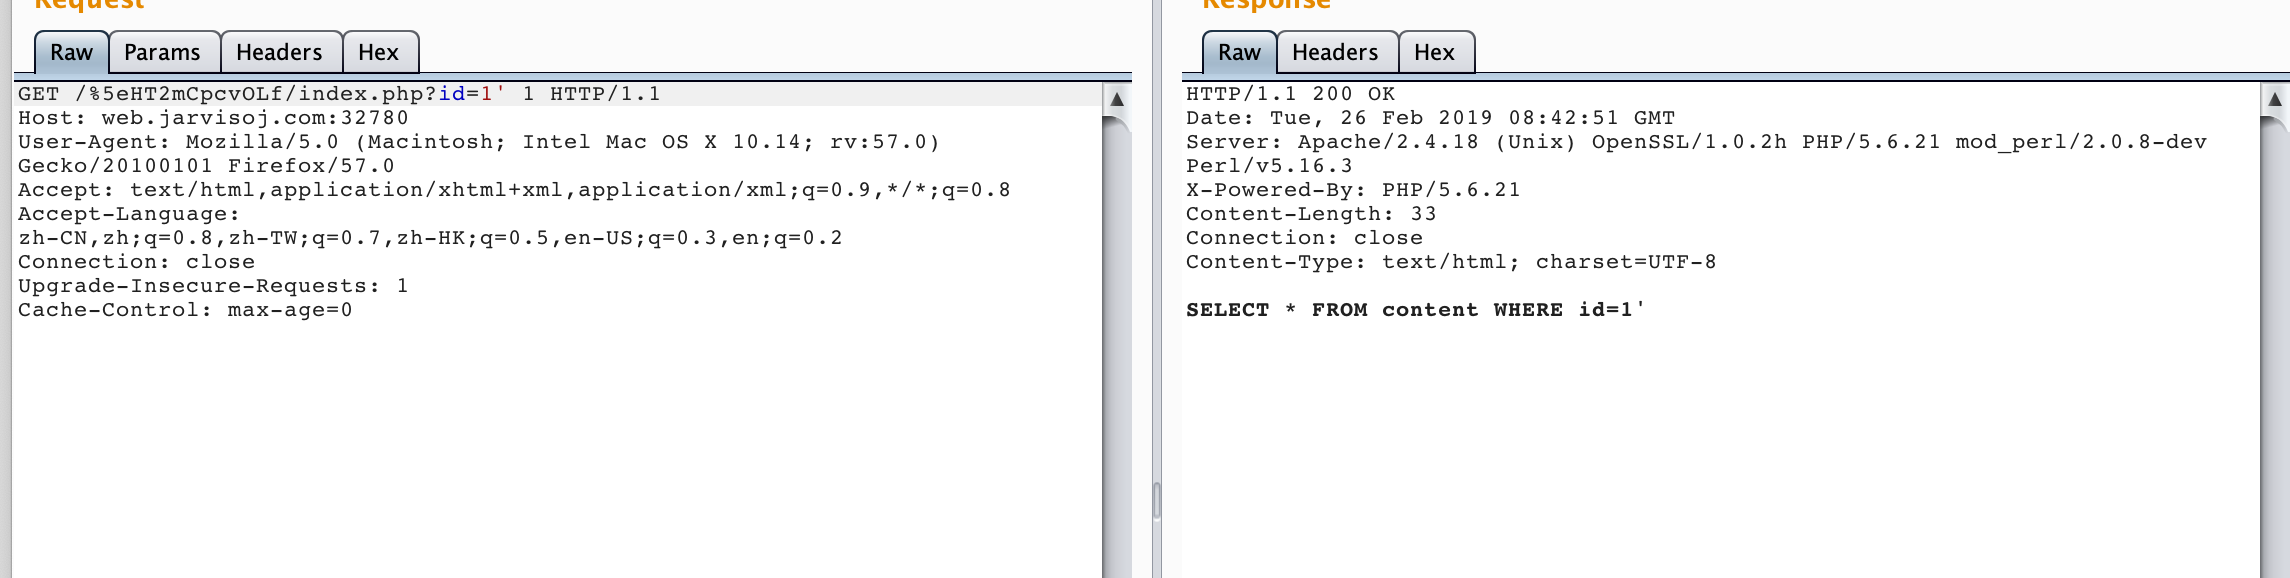 Request
Raw Params Headers Hex
GET /%5eHT2mCpcvOLf/index.php?id=1' 1 HTTP/1.1
Host: web.jarvisoj.com:32780
User-Agent: Mozilla/5.0 (Macintosh; Intel Mac OS X 10.14; rv:57.0)
Gecko/20100101 Firefox/57.0
Accept: text/html,application/xhtml+xml,application/xml;q=0.9,*/*;q=0.8
Accept-Language:
zh-CN,zh;q=0.8,zh-TW;q=0.7,zh-HK;q=0.5,en-US;q=0.3,en;q=0.2
Connection: close
Upgrade-Insecure-Requests: 1
Cache-Control: max-age=0
Response
Raw Headers Hex
HTTP/1.1 200 OK
Date: Tue, 26 Feb 2019 08:42:51 GMT
Server: Apache/2.4.18 (Unix) OpenSSL/1.0.2h PHP/5.6.21 mod_perl/2.0.8-dev
Perl/v5.16.3
X-Powered-By: PHP/5.6.21
Content-Length: 33
Connection: close
Content-Type: text/html; charset=UTF-8
SELECT * FROM content WHERE id=1'